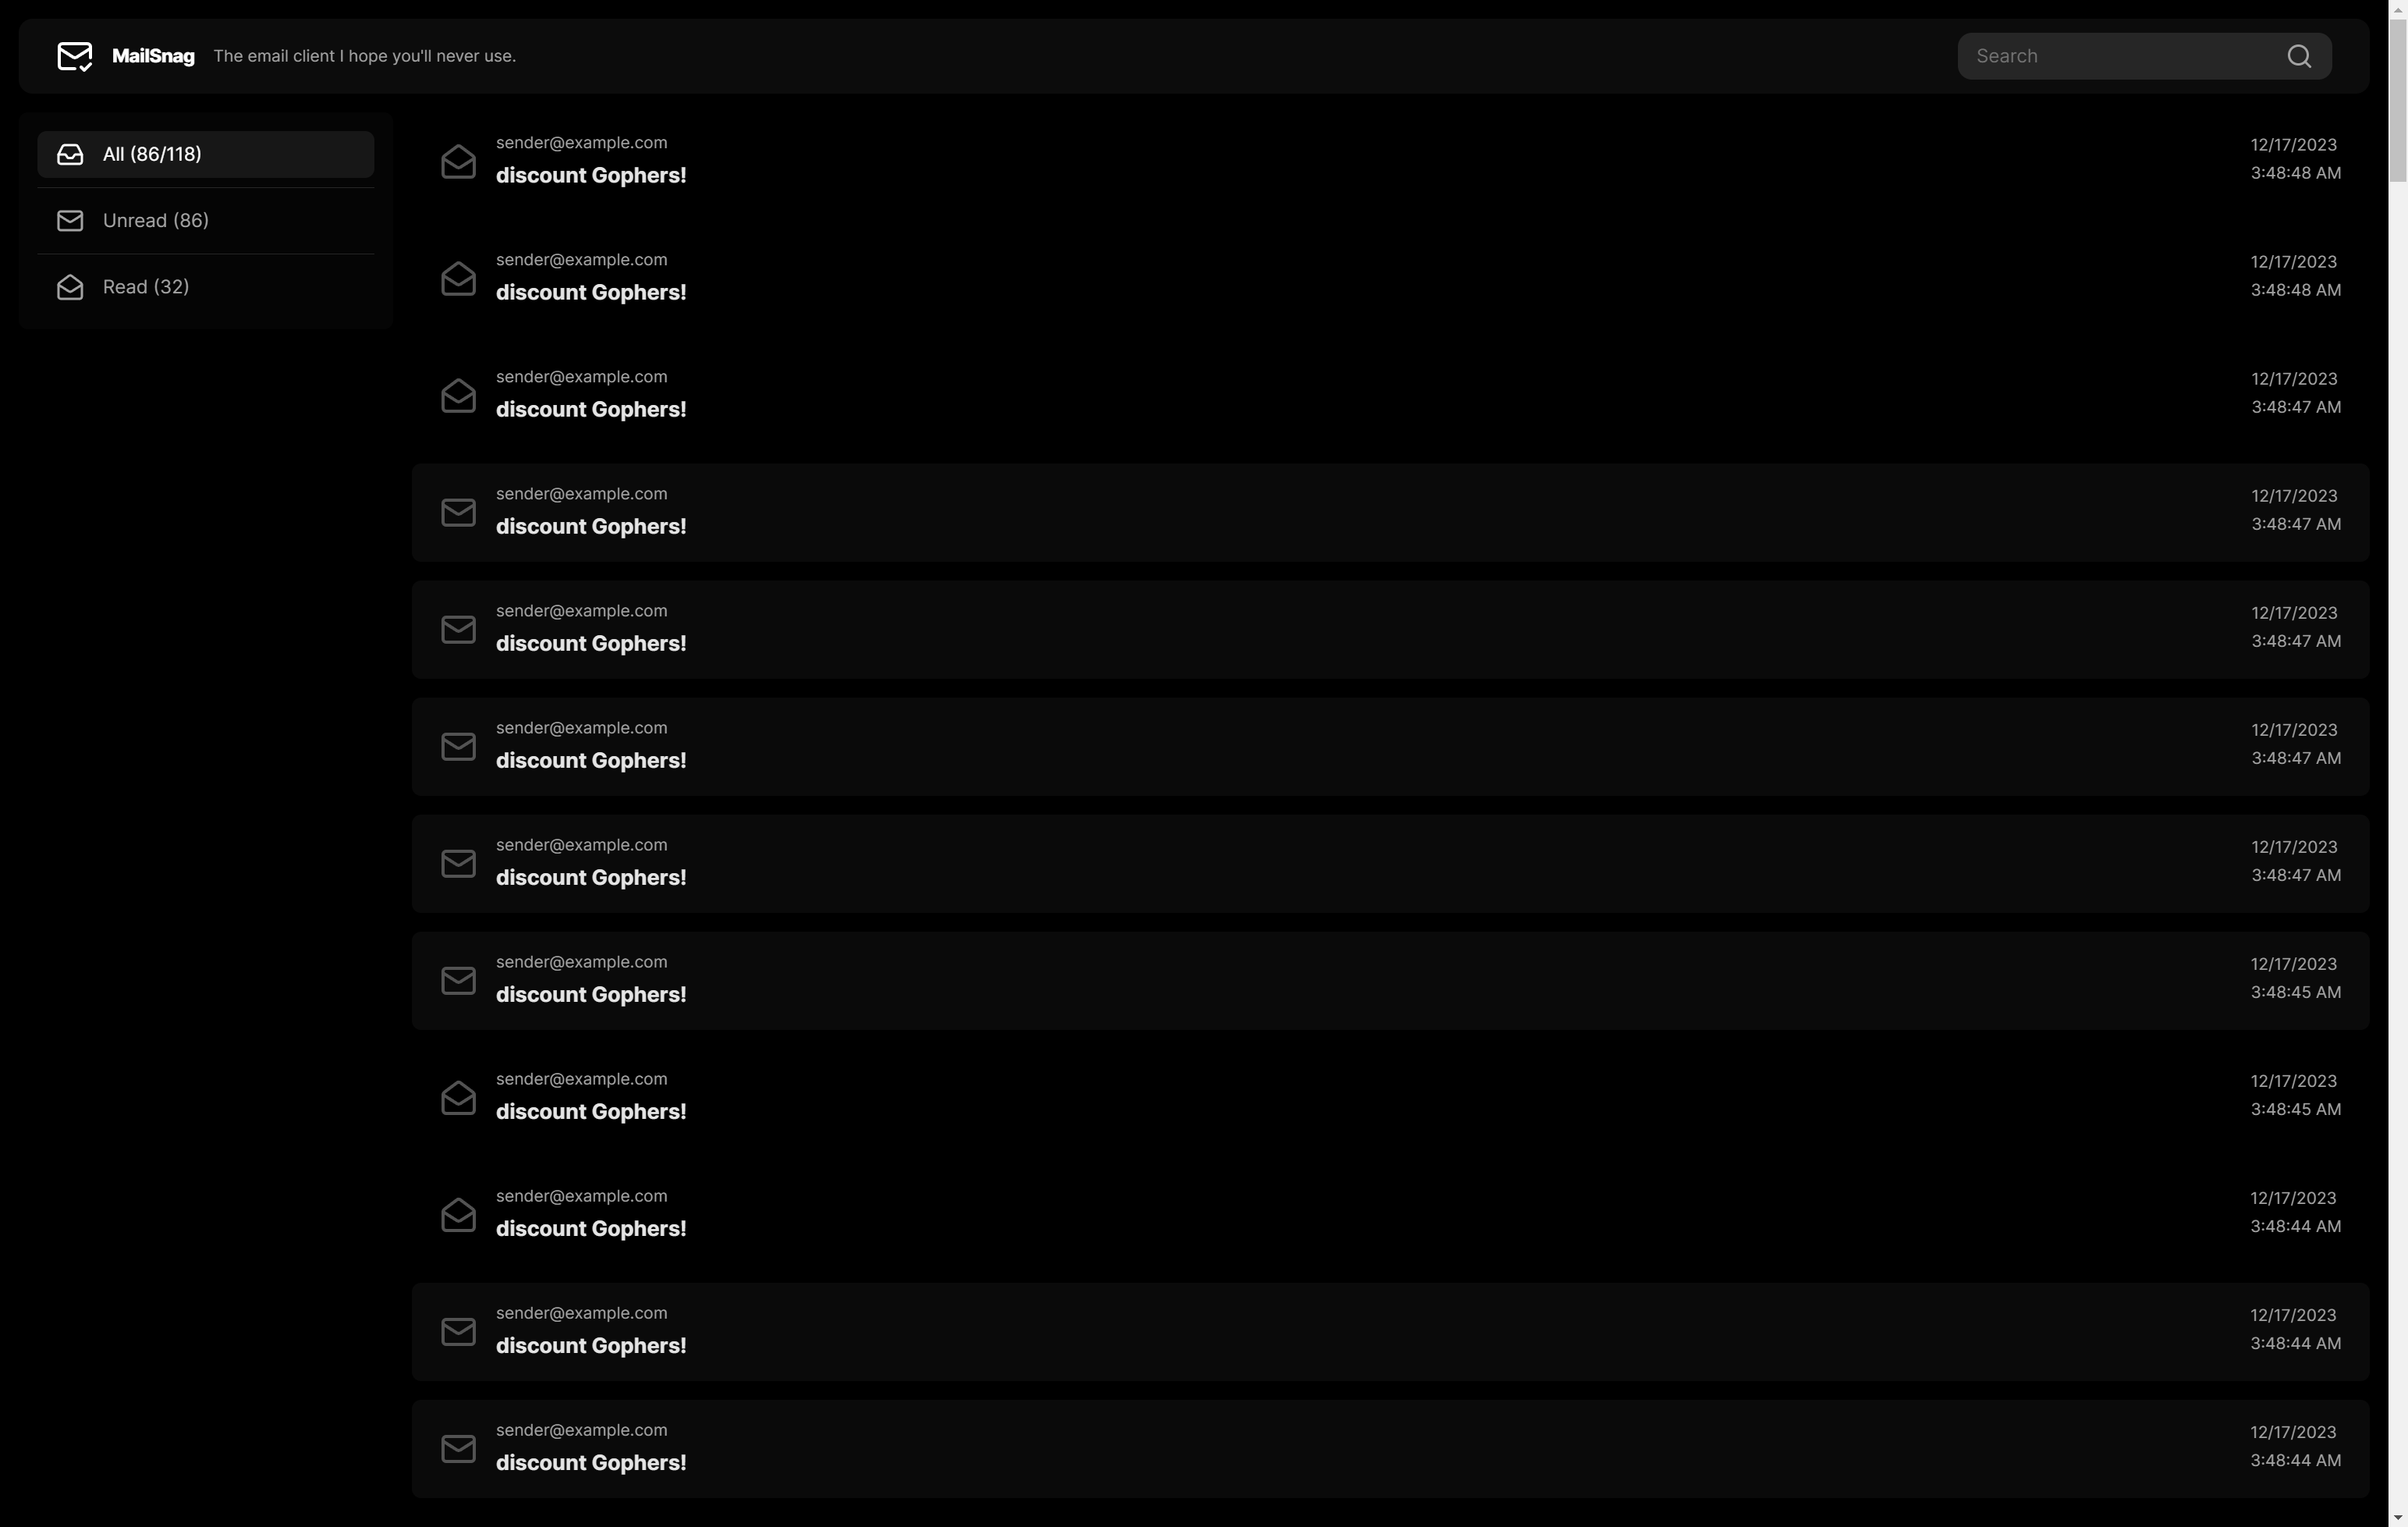 MailSnag The email client I hope you'll never use. Search
All (86/118)
Unread (86)
Read (32)
sender@example.com 12/17/2023
discount Gophers! 3:48:48 AM
sender@example.com 12/17/2023
discount Gophers! 3:48:48 AM
sender@example.com 12/17/2023
discount Gophers! 3:48:47 AM
sender@example.com 12/17/2023
discount Gophers! 3:48:47 AM
sender@example.com 12/17/2023
discount Gophers! 3:48:47 AM
sender@example.com 12/17/2023
discount Gophers! 3:48:47 AM
sender@example.com 12/17/2023
discount Gophers! 3:48:47 AM
sender@example.com 12/17/2023
discount Gophers! 3:48:45 AM
sender@example.com 12/17/2023
discount Gophers! 3:48:45 AM
sender@example.com 12/17/2023
discount Gophers! 3:48:44 AM
sender@example.com 12/17/2023
discount Gophers! 3:48:44 AM
sender@example.com 12/17/2023
discount Gophers! 3:48:44 AM